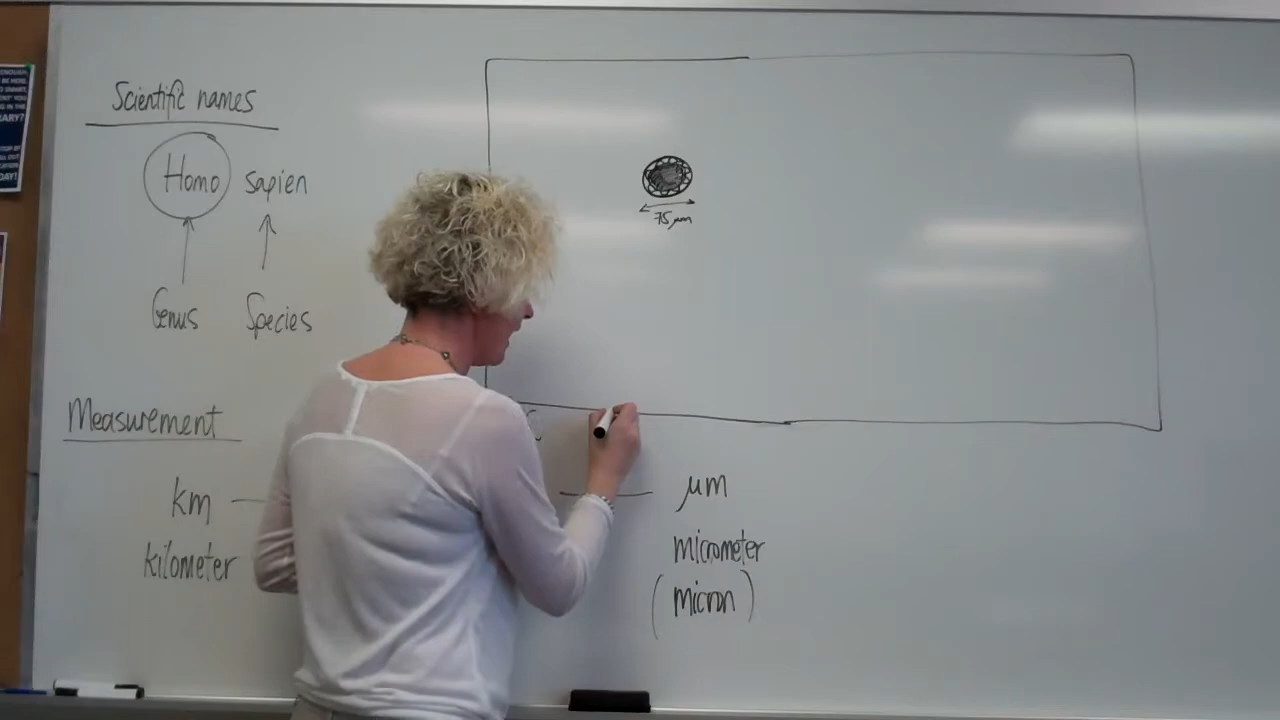 Scientific names
Homo sapien
Genus Species
75 µm
Measurement
km
µm
kilometer
micrometer
(micron)